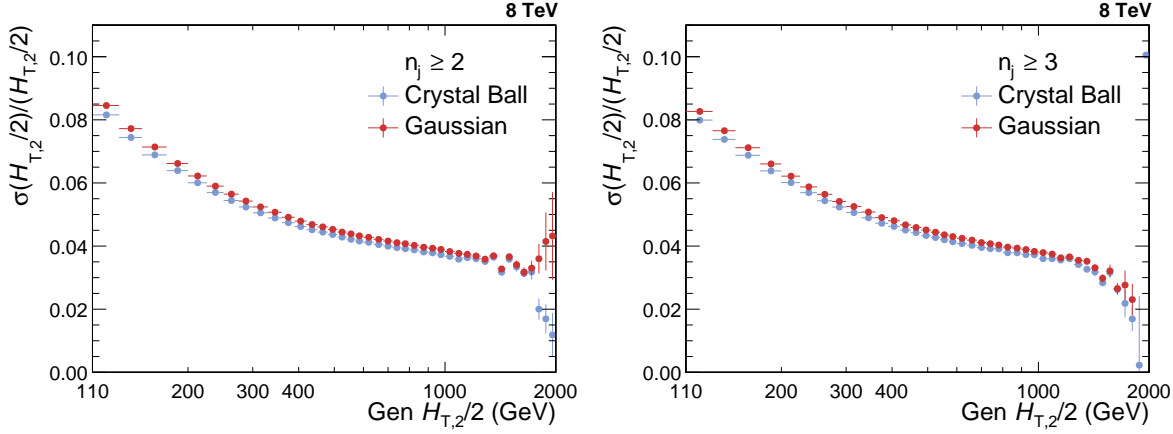 8 TeV
σ(H_T,2/2)/(H_T,2/2)
0.10
0.08
0.06
0.04
0.02
0.00
n_j ≥ 2
Crystal Ball
Gaussian
110 200 300 400 1000 2000
Gen H_T,2/2 (GeV)
8 TeV
σ(H_T,2/2)/(H_T,2/2)
0.10
0.08
0.06
0.04
0.02
0.00
n_j ≥ 3
Crystal Ball
Gaussian
110 200 300 400 1000 2000
Gen H_T,2/2 (GeV)